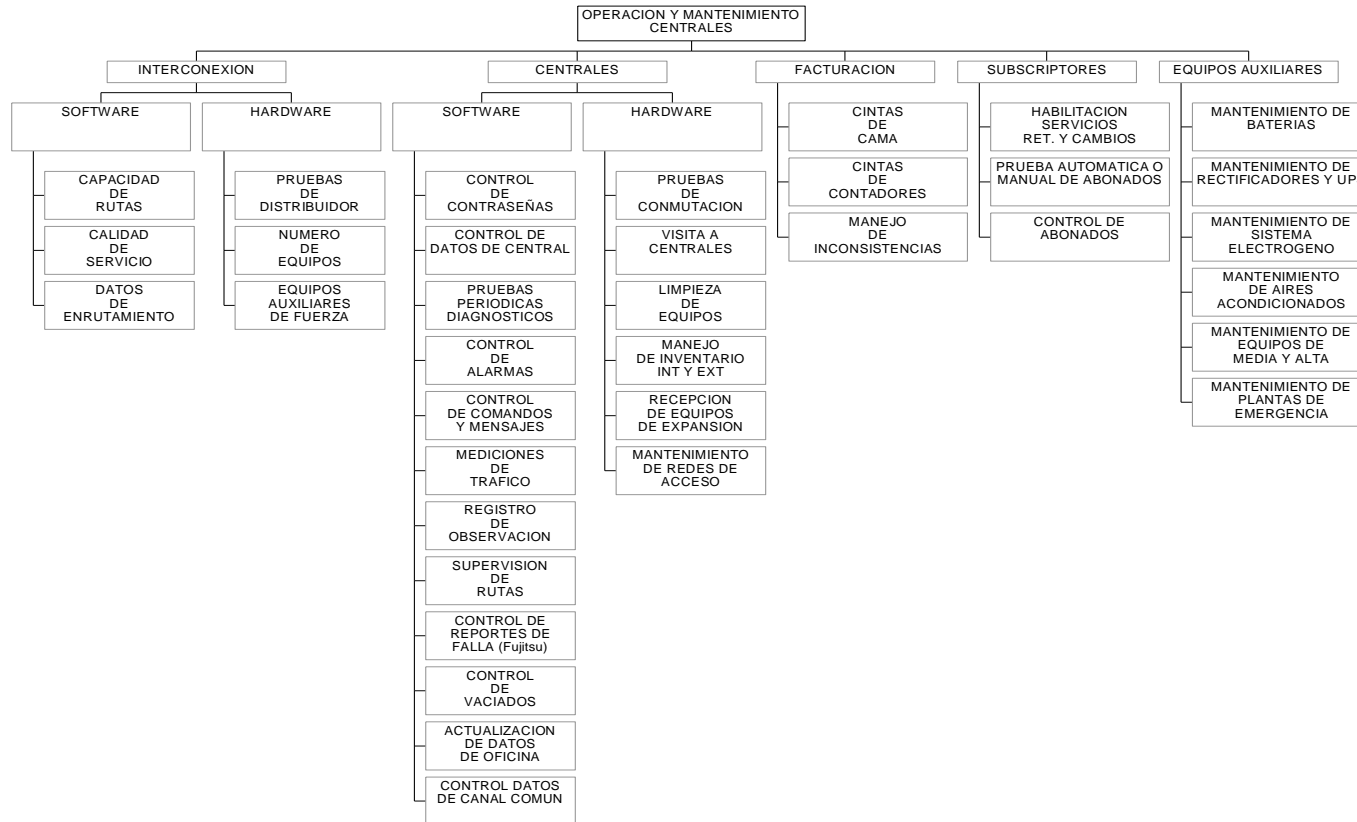 OPERACION Y MANTENIMIENTO
CENTRALES
INTERCONEXION
CENTRALES
FACTURACION
SUBSCRIPTORES
EQUIPOS AUXILIARES
SOFTWARE
HARDWARE
SOFTWARE
HARDWARE
CAPACIDAD
DE
RUTAS
CALIDAD
DE
SERVICIO
DATOS
DE
ENRUTAMIENTO
PRUEBAS
DE
DISTRIBUIDOR
NUMERO
DE
EQUIPOS
EQUIPOS
AUXILIARES
DE FUERZA
CONTROL
DE
CONTRASEÑAS
CONTROL DE
DATOS DE CENTRAL
PRUEBAS
PERIODICAS
DIAGNOSTICOS
CONTROL
DE
ALARMAS
CONTROL
DE COMANDOS
Y MENSAJES
MEDICIONES
DE
TRAFICO
REGISTRO
DE
OBSERVACION
SUPERVISION
DE
RUTAS
CONTROL DE
REPORTES DE
FALLA (Fujitsu)
CONTROL
DE
VACIADOS
ACTUALIZACION
DE DATOS
DE OFICINA
CONTROL DATOS
DE CANAL COMUN
PRUEBAS
DE
CONMUTACION
VISITA A
CENTRALES
LIMPIEZA
DE
EQUIPOS
MANEJO
DE INVENTARIO
INT Y EXT
RECEPCION
DE EQUIPOS
DE EXPANSION
MANTENIMIENTO
DE REDES DE
ACCESO
CINTAS
DE
CAMA
CINTAS
DE
CONTADORES
MANEJO
DE
INCONSISTENCIAS
HABILITACION
SERVICIOS
RET. Y CAMBIOS
PRUEBA AUTOMATICA O
MANUAL DE ABONADOS
CONTROL DE
ABONADOS
MANTENIMIENTO DE
BATERIAS
MANTENIMIENTO DE
RECTIFICADORES Y UP
MANTENIMIENTO DE
SISTEMA
ELECTROGENO
MANTENIMIENTO
DE AIRES
ACONDICIONADOS
MANTENIMIENTO DE
EQUIPOS DE
MEDIA Y ALTA
MANTENIMIENTO DE
PLANTAS DE
EMERGENCIA